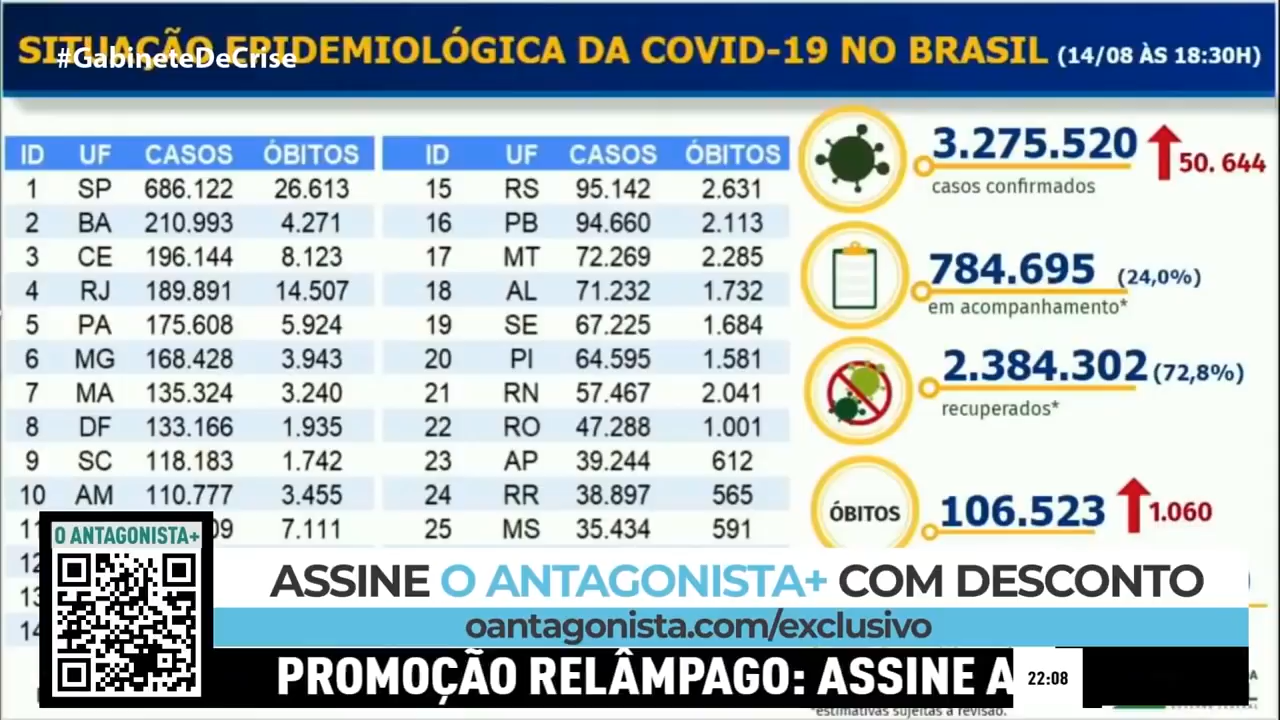 SITUAÇÃO EPIDEMIOLÓGICA DA COVID-19 NO BRASIL (14/08 ÀS 18:30H)
#GabineteDeCrise
ID UF CASOS ÓBITOS ID UF CASOS ÓBITOS
1 SP 686.122 26.613 15 RS 95.142 2.631
2 BA 210.993 4.271 16 PB 94.660 2.113
3 CE 196.144 8.123 17 MT 72.269 2.285
4 RJ 189.891 14.507 18 AL 71.232 1.732
5 PA 175.608 5.924 19 SE 67.225 1.684
6 MG 168.428 3.943 20 PI 64.595 1.581
7 MA 135.324 3.240 21 RN 57.467 2.041
8 DF 133.166 1.935 22 RO 47.288 1.001
9 SC 118.183 1.742 23 AP 39.244 612
10 AM 110.777 3.455 24 RR 38.897 565
11 09 7.111 25 MS 35.434 591
12
13
14
3.275.520 50. 644
casos confirmados
784.695 (24,0%)
em acompanhamento*
2.384.302 (72,8%)
recuperados*
ÓBITOS 106.523 1.060
O ANTAGONISTA+
ASSINE O ANTAGONISTA+ COM DESCONTO
oantagonista.com/exclusivo
PROMOÇÃO RELÂMPAGO: ASSINE A
22:08
*estimativas sujeitas à revisão.